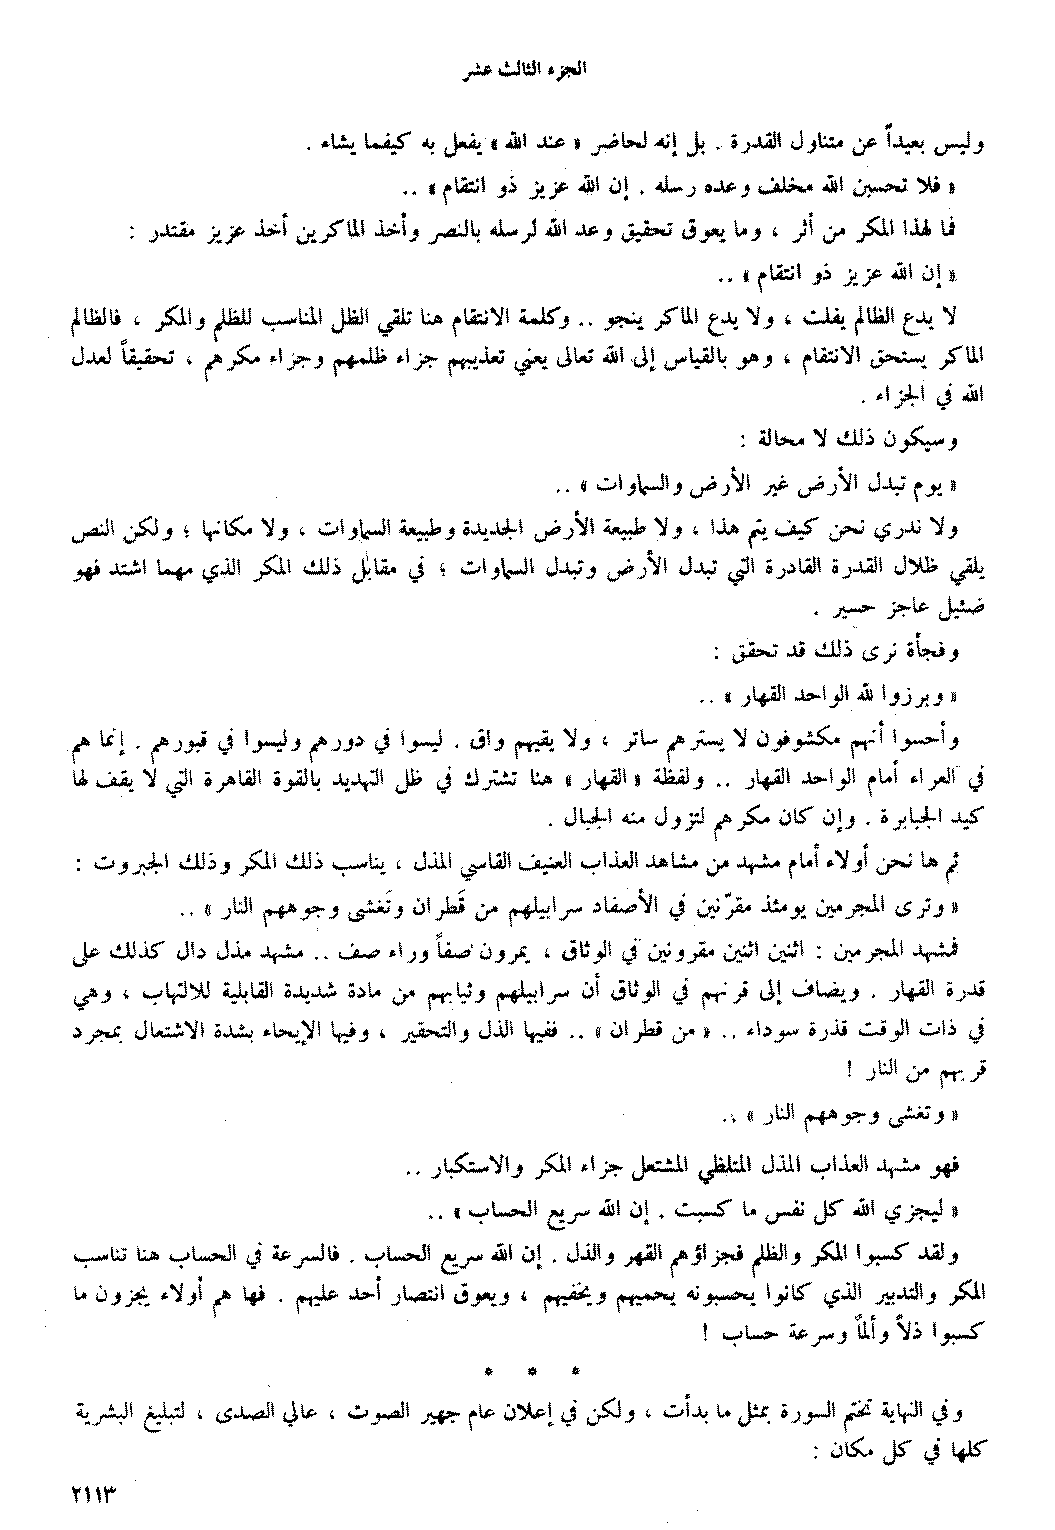 الجزء الثالث عشر
وليس بعيداً عن متناول القدرة . بل إنه لحاضر « عند الله » يفعل به كيفما يشاء .
« فلا تحسبن الله مخلف وعده رسله . إن الله عزيز ذو انتقام » ..
فما لهذا المكر من أثر ، وما يعوق تحقيق وعد الله لرسله بالنصر وأخذ الماكرين أخذ عزيز مقتدر :
« إن الله عزيز ذو انتقام » ..
لا يدع الظالم يفلت ، ولا يدع الماكر ينجو .. وكلمة الانتقام هنا تلقي الظل المناسب للظلم والمكر ، فالظالم
الماكر يستحق الانتقام ، وهو بالقياس إلى الله تعالى يعني تعذيبهم جزاء ظلمهم وجزاء مكرهم ، تحقيقاً لعدل
الله في الجزاء .
وسيكون ذلك لا محالة :
« يوم تبدل الأرض غير الأرض والسماوات » ..
ولا ندري نحن كيف يتم هذا ، ولا طبيعة الأرض الجديدة وطبيعة السماوات ، ولا مكانها ؛ ولكن النص
يلقي ظلال القدرة القادرة التي تبدل الأرض وتبدل السماوات ؛ في مقابل ذلك المكر الذي مهما اشتد فهو
ضئيل عاجز حسير .
وفجأة نرى ذلك قد تحقق :
« وبرزوا لله الواحد القهار » ..
وأحسوا أنهم مكشوفون لا يسترهم ساتر ، ولا يقيهم واق . ليسوا في دورهم وليسوا في قبورهم . إنما هم
في العراء أمام الواحد القهار .. ولفظة « القهار » هنا تشترك في ظل التهديد بالقوة القاهرة التي لا يقف لها
كيد الجبابرة . وإن كان مكرهم لتزول منه الجبال .
ثم ها نحن أولاء أمام مشهد من مشاهد العذاب العنيف القاسي المذل ، يناسب ذلك المكر وذلك الجبروت :
« وترى المجرمين يومئذ مقرّنين في الأصفاد سرابيلهم من قَطران وتَغشى وجوههم النار » ..
فمشهد المجرمين : اثنين اثنين مقرونين في الوثاق ، يمرون صفاً وراء صف .. مشهد مذل دال كذلك على
قدرة القهار . ويضاف إلى قرنهم في الوثاق أن سرابيلهم وثيابهم من مادة شديدة القابلية للالتهاب ، وهي
في ذات الوقت قذرة سوداء .. « من قطران » .. ففيها الذل والتحقير ، وفيها الإيحاء بشدة الاشتعال بمجرد
قربهم من النار !
« وتغشى وجوههم النار » ..
فهو مشهد العذاب المذل المتلظي المشتعل جزاء المكر والاستكبار ..
« ليجزي الله كل نفس ما كسبت . إن الله سريع الحساب » ..
ولقد كسبوا المكر والظلم فجزاؤهم القهر والذل . إن الله سريع الحساب . فالسرعة في الحساب هنا تناسب
المكر والتدبير الذي كانوا يحسبونه يحميهم ويخفيهم ، ويعوق انتصار أحد عليهم . فها هم أولاء يجزون ما
كسبوا ذلاً وألماً وسرعة حساب !
* * *
وفي النهاية تختم السورة بمثل ما بدأت ، ولكن في إعلان عام جهير الصوت ، عالي الصدى ، لتبليغ البشرية
كلها في كل مكان :
٢١١٣